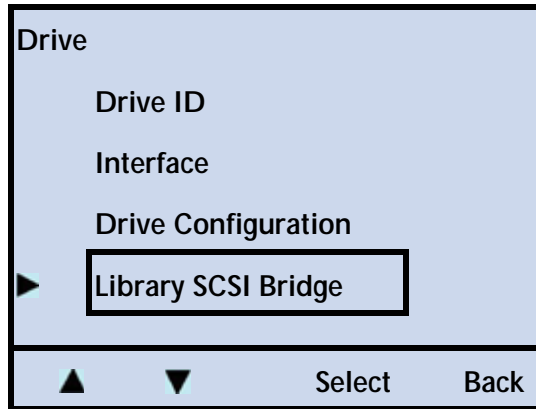 Drive
Drive ID
Interface
Drive Configuration
Library SCSI Bridge
Select Back